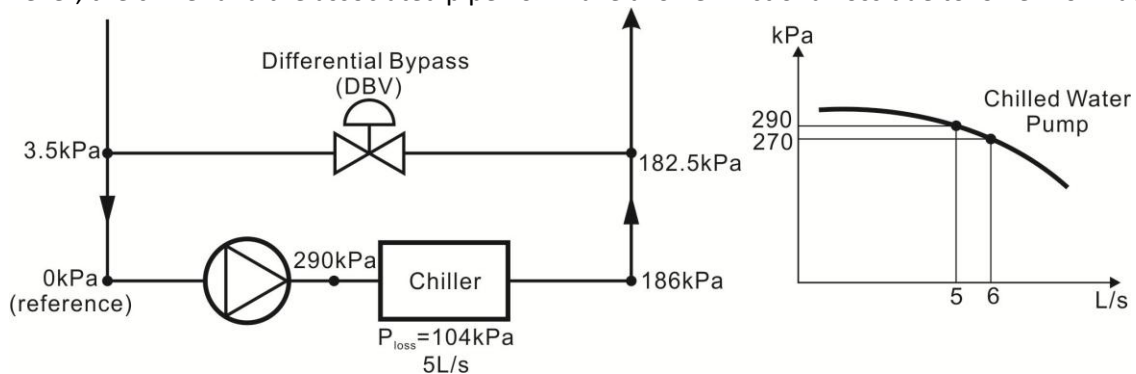 Differential Bypass
(DBV)
3.5kPa
182.5kPa
0kPa
(reference)
290kPa
Chiller
186kPa
P_loss=104kPa
5L/s
kPa
290
270
Chilled Water
Pump
5
6
L/s